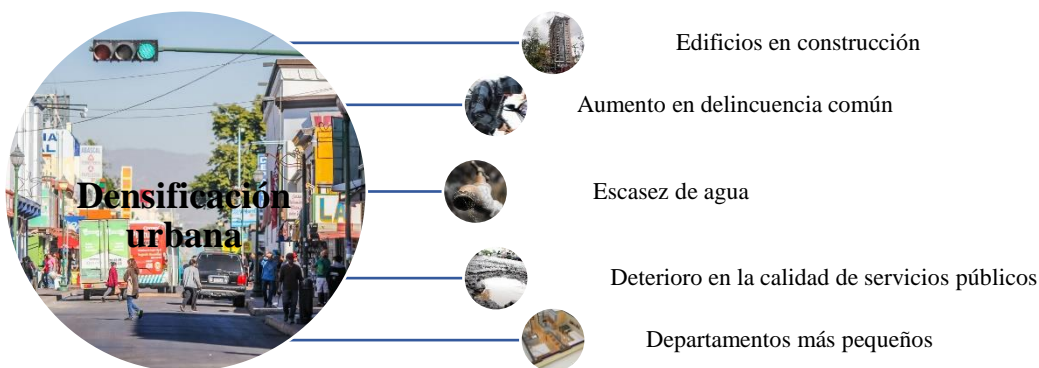 Densificación
urbana
Edificios en construcción
Aumento en delincuencia común
Escasez de agua
Deterioro en la calidad de servicios públicos
Departamentos más pequeños